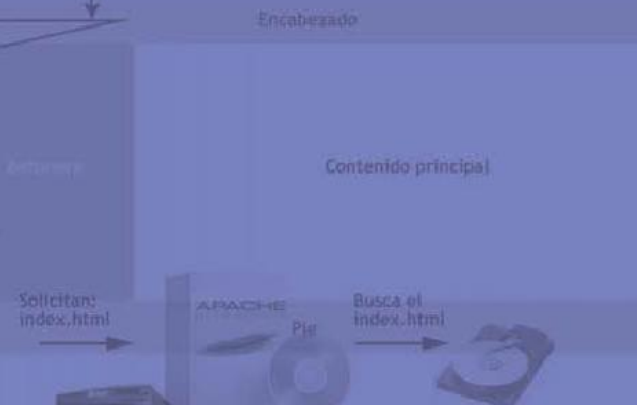 Encabezado
Contenido principal
Solicitan:
index.html
APACHE
Pie
Busca el
index.html